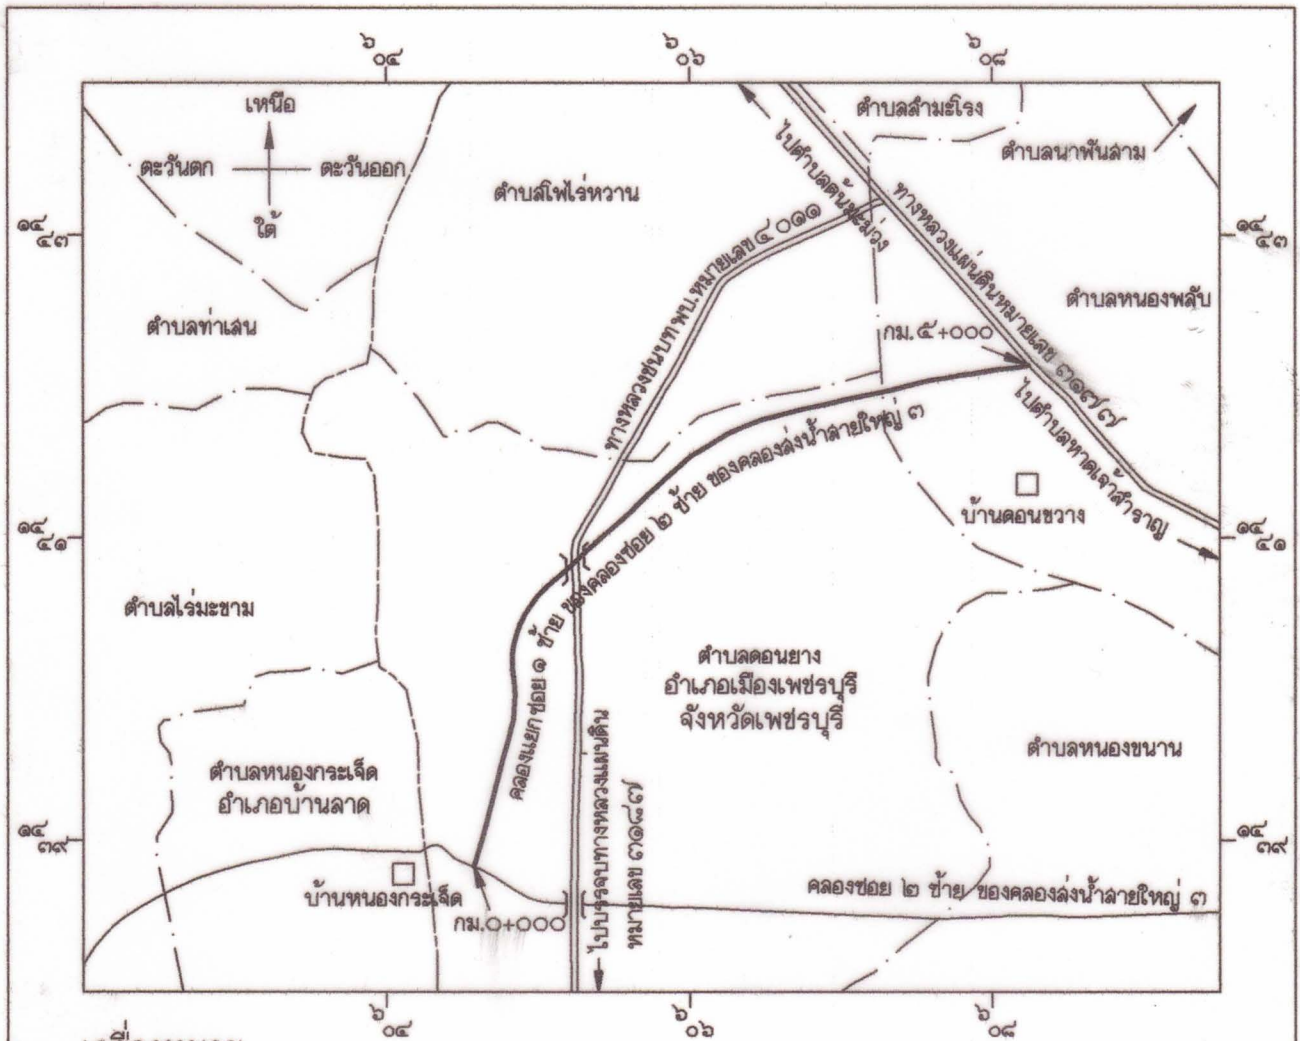 ๖
๐๔
๖
๐๖
๖
๐๘
เหนือ
ตะวันตก
ตะวันออก
ใต้
ตำบลสำมะโรง
ตำบลนาพันสาม
ไปตำบลต้นมะม่วง
ตำบลโพไร่หวาน
ทางหลวงแผ่นดินหมายเลข ๓๑๗๗
๑๔
๔๓
๑๔
๔๓
ทางหลวงชนบท พบ.หมายเลข ๔๐๑๑
ตำบลหนองพลับ
ตำบลท่าเสน
กม.๕+๐๐๐
ไปตำบลหาดเจ้าสำราญ
คลองแยกซอย ๑ ซ้าย ของคลองซอย ๒ ซ้าย ของคลองส่งน้ำสายใหญ่ ๓
บ้านดอนขวาง
๑๔
๔๑
๑๔
๔๑
ตำบลไร่มะขาม
ตำบลดอนยาง
อำเภอเมืองเพชรบุรี
จังหวัดเพชรบุรี
ตำบลหนองขนาน
ตำบลหนองกระเจ็ด
อำเภอบ้านลาด
๑๔
๓๙
๑๔
๓๙
ไปบรรจบทางหลวงแผ่นดิน
หมายเลข ๓๑๘๗
บ้านหนองกระเจ็ด
คลองซอย ๒ ซ้าย ของคลองส่งน้ำสายใหญ่ ๓
กม.๐+๐๐๐
๖
๐๔
๖
๐๖
๖
๐๘